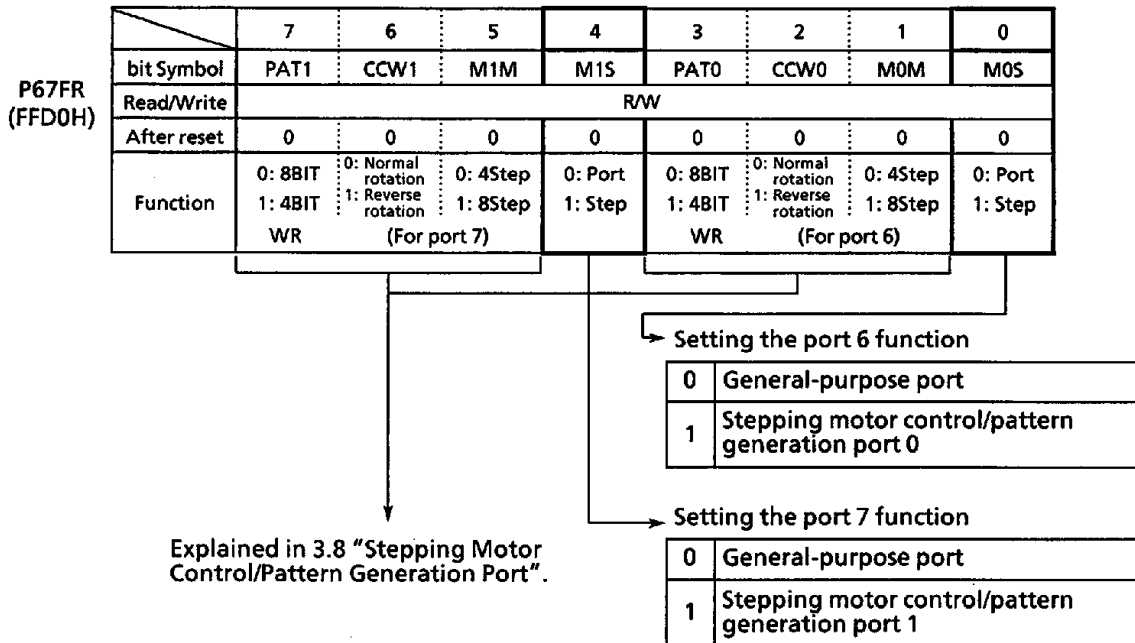 7 6 5 4 3 2 1 0
P67FR
(FFD0H)
bit Symbol PAT1 CCW1 M1M M1S PAT0 CCW0 M0M M0S
Read/Write R/W
After reset 0 0 0 0 0 0 0 0
Function
0: 8BIT 0: Normal rotation 0: 4Step 0: Port 0: 8BIT 0: Normal rotation 0: 4Step 0: Port
1: 4BIT 1: Reverse rotation 1: 8Step 1: Step 1: 4BIT 1: Reverse rotation 1: 8Step 1: Step
WR (For port 7) WR (For port 6)
Setting the port 6 function
0 General-purpose port
1 Stepping motor control/pattern
generation port 0
Explained in 3.8 "Stepping Motor
Control/Pattern Generation Port".
Setting the port 7 function
0 General-purpose port
1 Stepping motor control/pattern
generation port 1